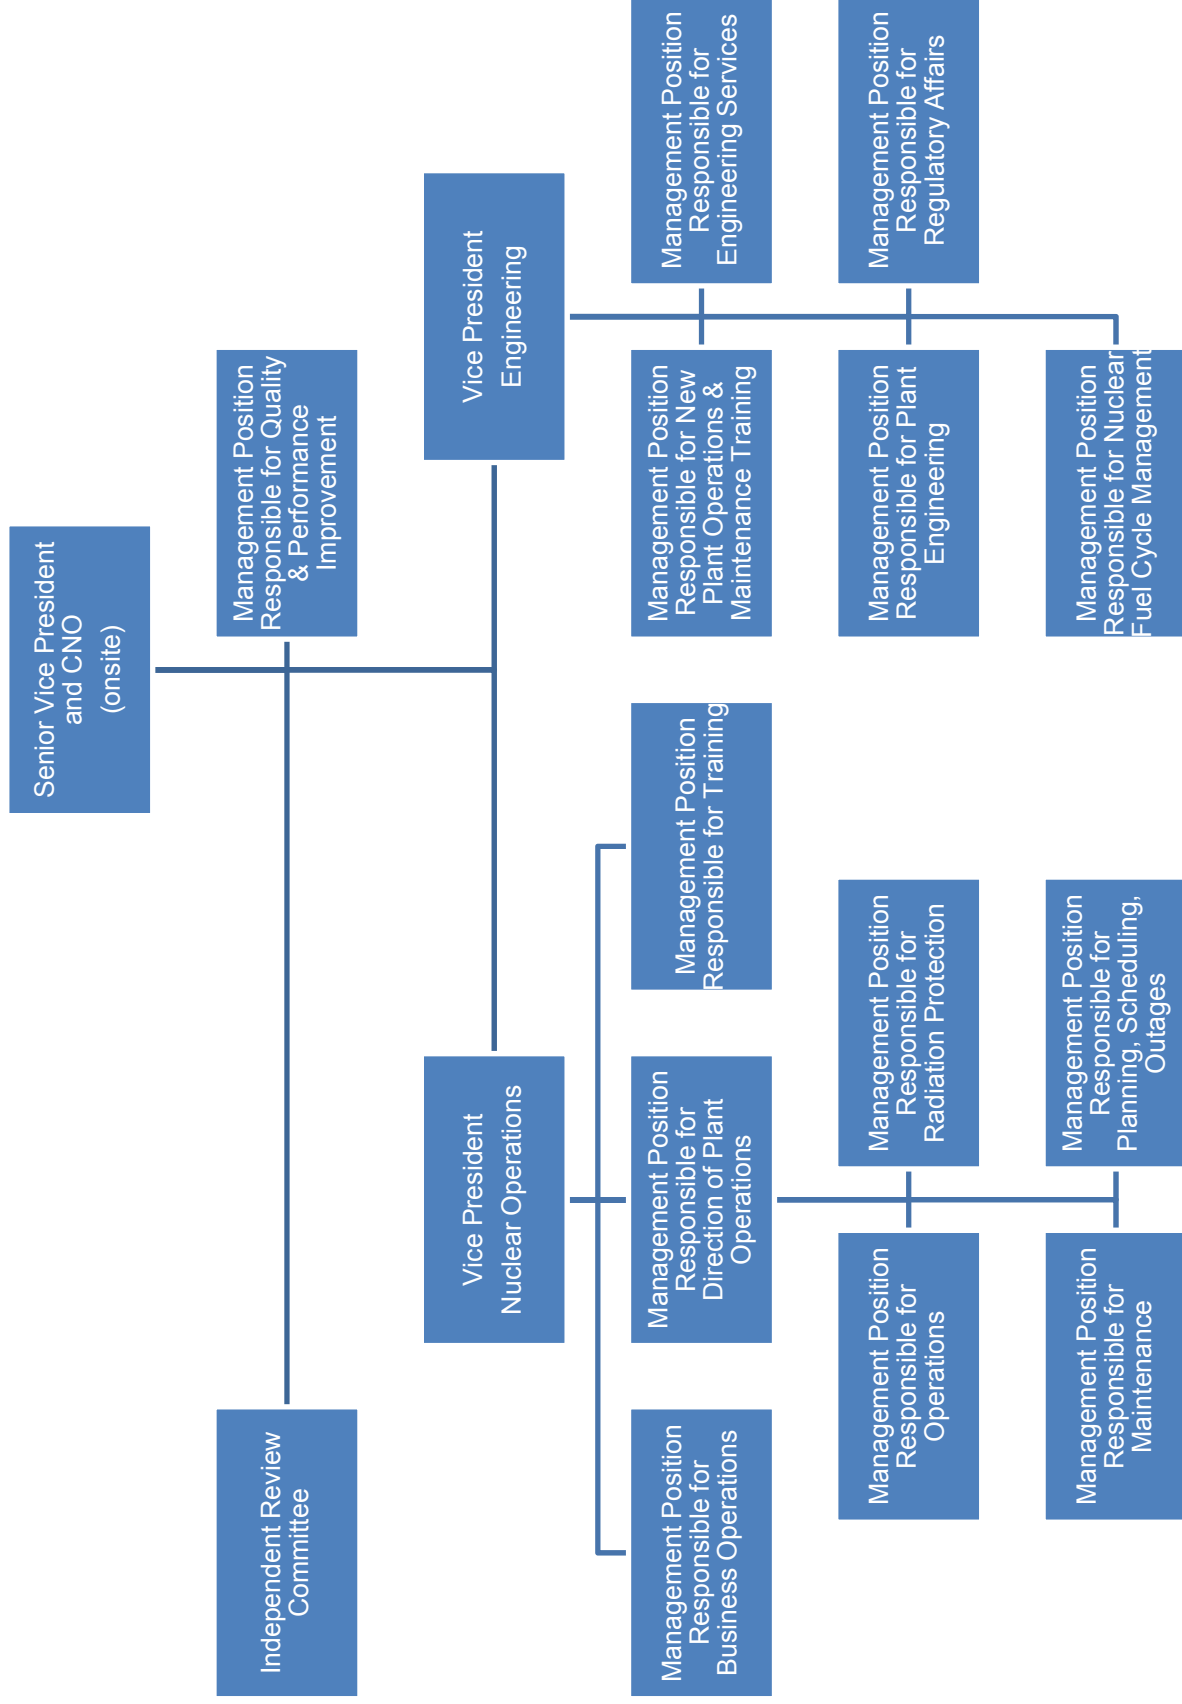 Senior Vice President
and CNO
(onsite)
Independent Review
Committee
Management Position
Responsible for Quality
& Performance
Improvement
Vice President
Nuclear Operations
Vice President
Engineering
Management Position
Responsible for
Business Operations
Management Position
Responsible for
Direction of Plant
Operations
Management Position
Responsible for Training
Management Position
Responsible for New
Plant Operations &
Maintenance Training
Management Position
Responsible for
Engineering Services
Management Position
Responsible for
Operations
Management Position
Responsible for
Radiation Protection
Management Position
Responsible for Plant
Engineering
Management Position
Responsible for
Regulatory Affairs
Management Position
Responsible for
Maintenance
Management Position
Responsible for
Planning, Scheduling,
Outages
Management Position
Responsible for Nuclear
Fuel Cycle Management